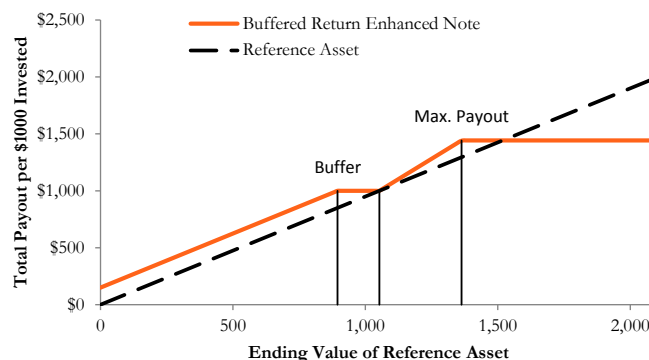 Buffered Return Enhanced Note
Reference Asset
Total Payout per $1000 Invested
$2,500
$2,000
$1,500
$1,000
$500
$0
Max. Payout
Buffer
0
500
1,000
1,500
2,000
Ending Value of Reference Asset